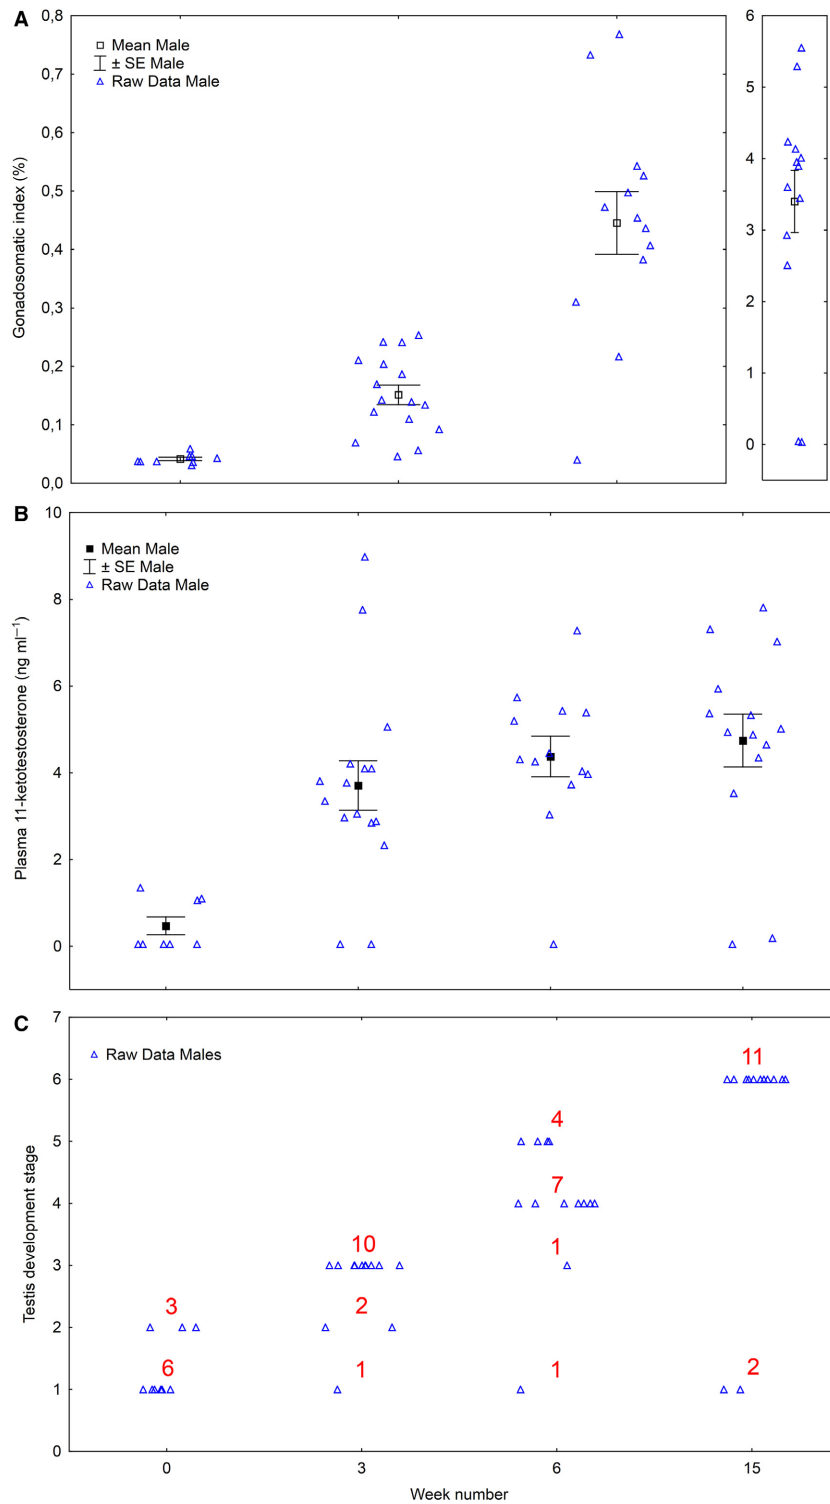 A
Gonadosomatic index (%)
0,8
0,7
0,6
0,5
0,4
0,3
0,2
0,1
0,0
Mean Male
± SE Male
Raw Data Male
6
5
4
3
2
1
0
B
Plasma 11-ketotestosterone (ng ml⁻¹)
10
8
6
4
2
0
Mean Male
± SE Male
Raw Data Male
C
Testis development stage
7
6
5
4
3
2
1
0
Raw Data Males
11
4
7
10
1
3
2
6
1
1
2
0 3 6 15
Week number